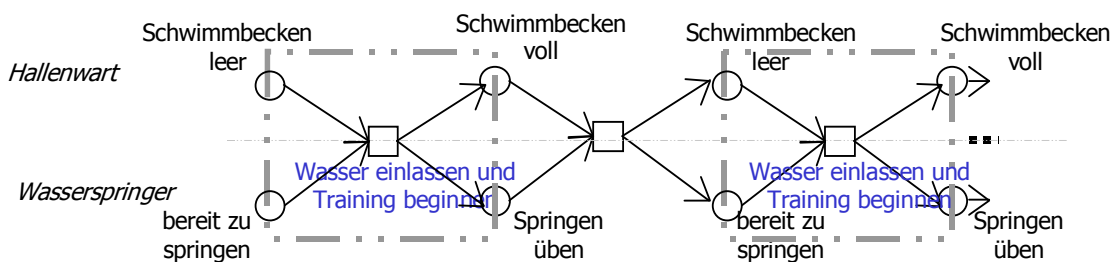 Schwimmbecken
leer
Schwimmbecken
voll
Schwimmbecken
leer
Schwimmbecken
voll
Hallenwart
Wasserspringer
Wasser einlassen und
Training beginnen
Wasser einlassen und
Training beginnen
bereit zu
springen
Springen
üben
bereit zu
springen
Springen
üben